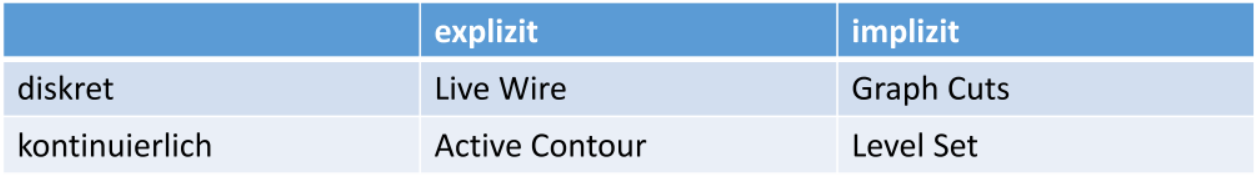 explizit implizit
diskret Live Wire Graph Cuts
kontinuierlich Active Contour Level Set